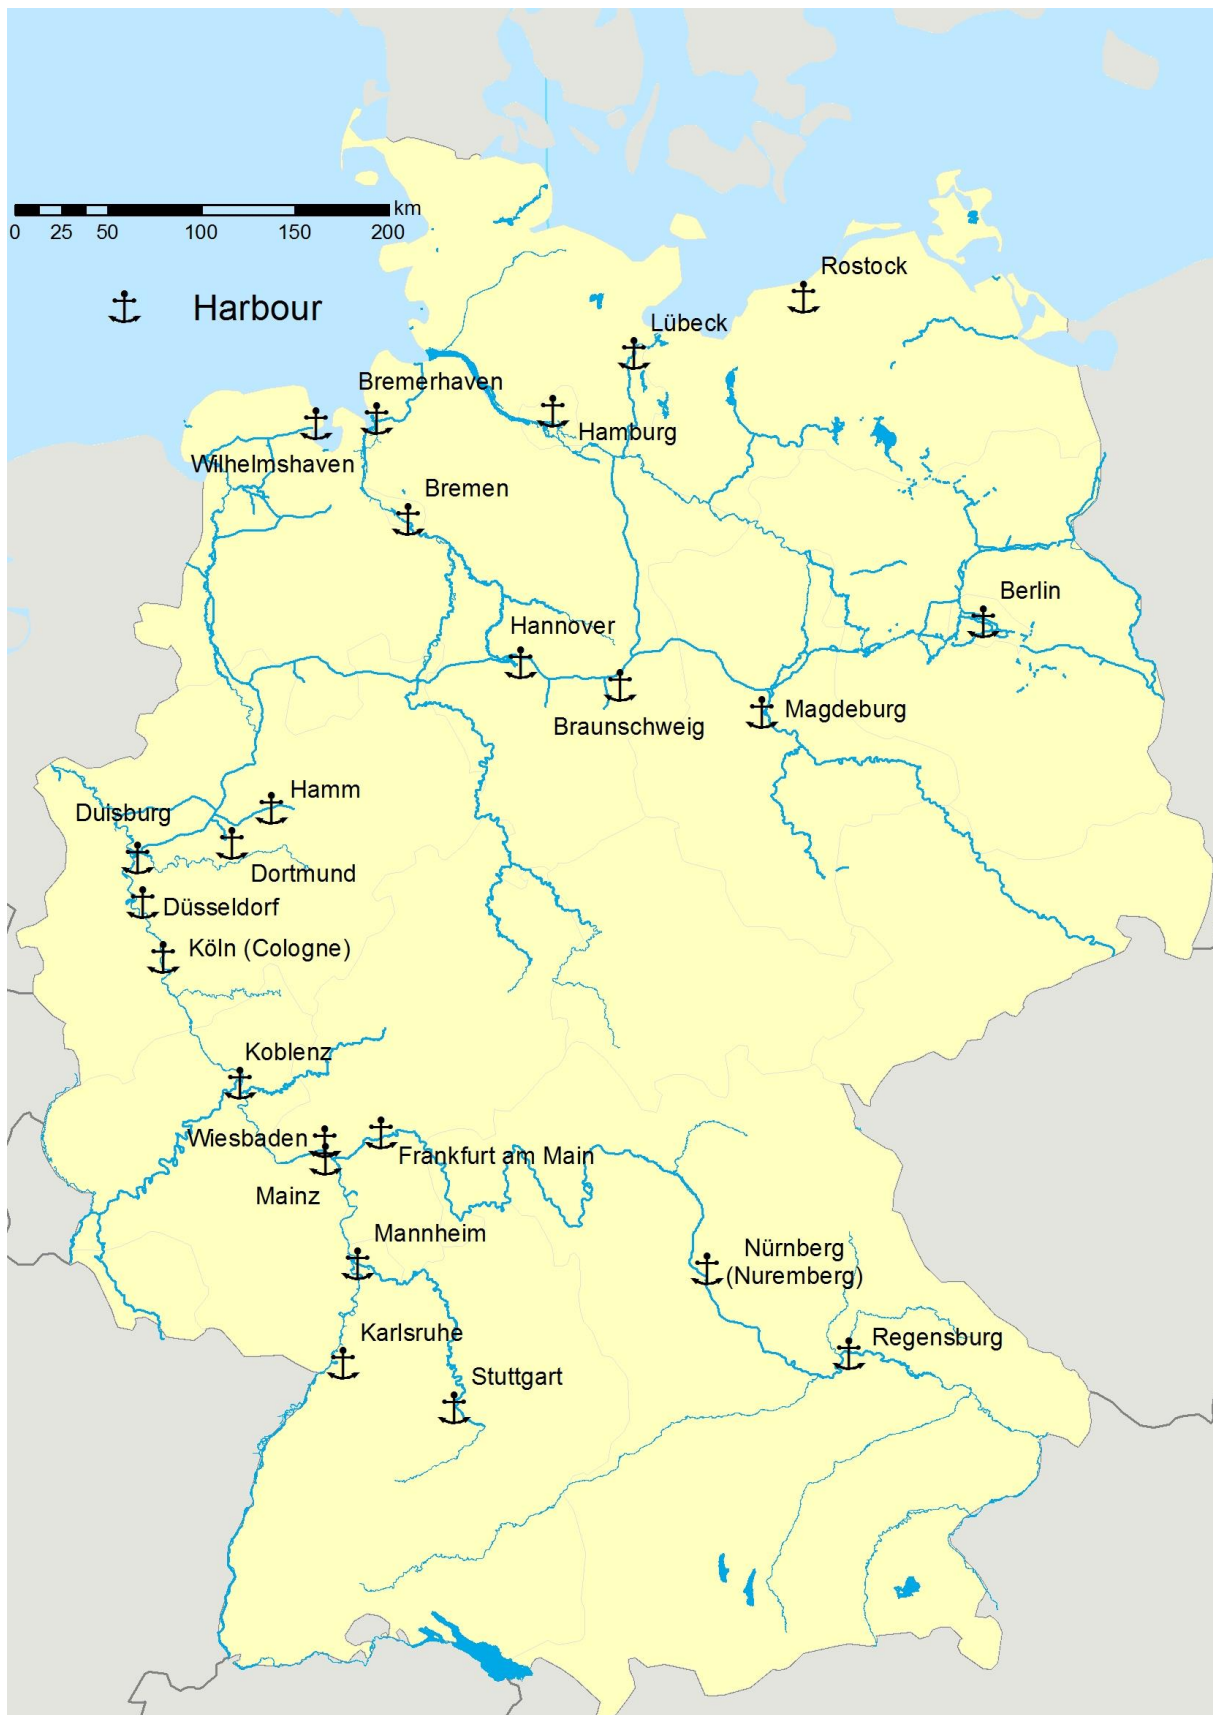 km
0 25 50 100 150 200
Harbour
Rostock
Lübeck
Bremerhaven
Hamburg
Wilhelmshaven
Bremen
Berlin
Hannover
Braunschweig
Magdeburg
Hamm
Duisburg
Dortmund
Düsseldorf
Köln (Cologne)
Koblenz
Wiesbaden
Frankfurt am Main
Mainz
Mannheim
Nürnberg
(Nuremberg)
Karlsruhe
Regensburg
Stuttgart